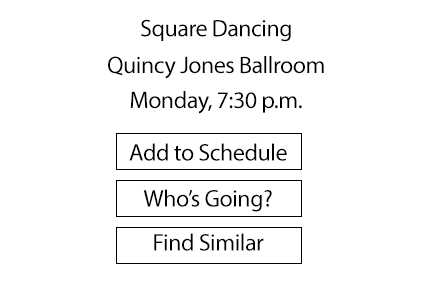 Square Dancing
Quincy Jones Ballroom
Monday, 7:30 p.m.
Add to Schedule
Who’s Going?
Find Similar